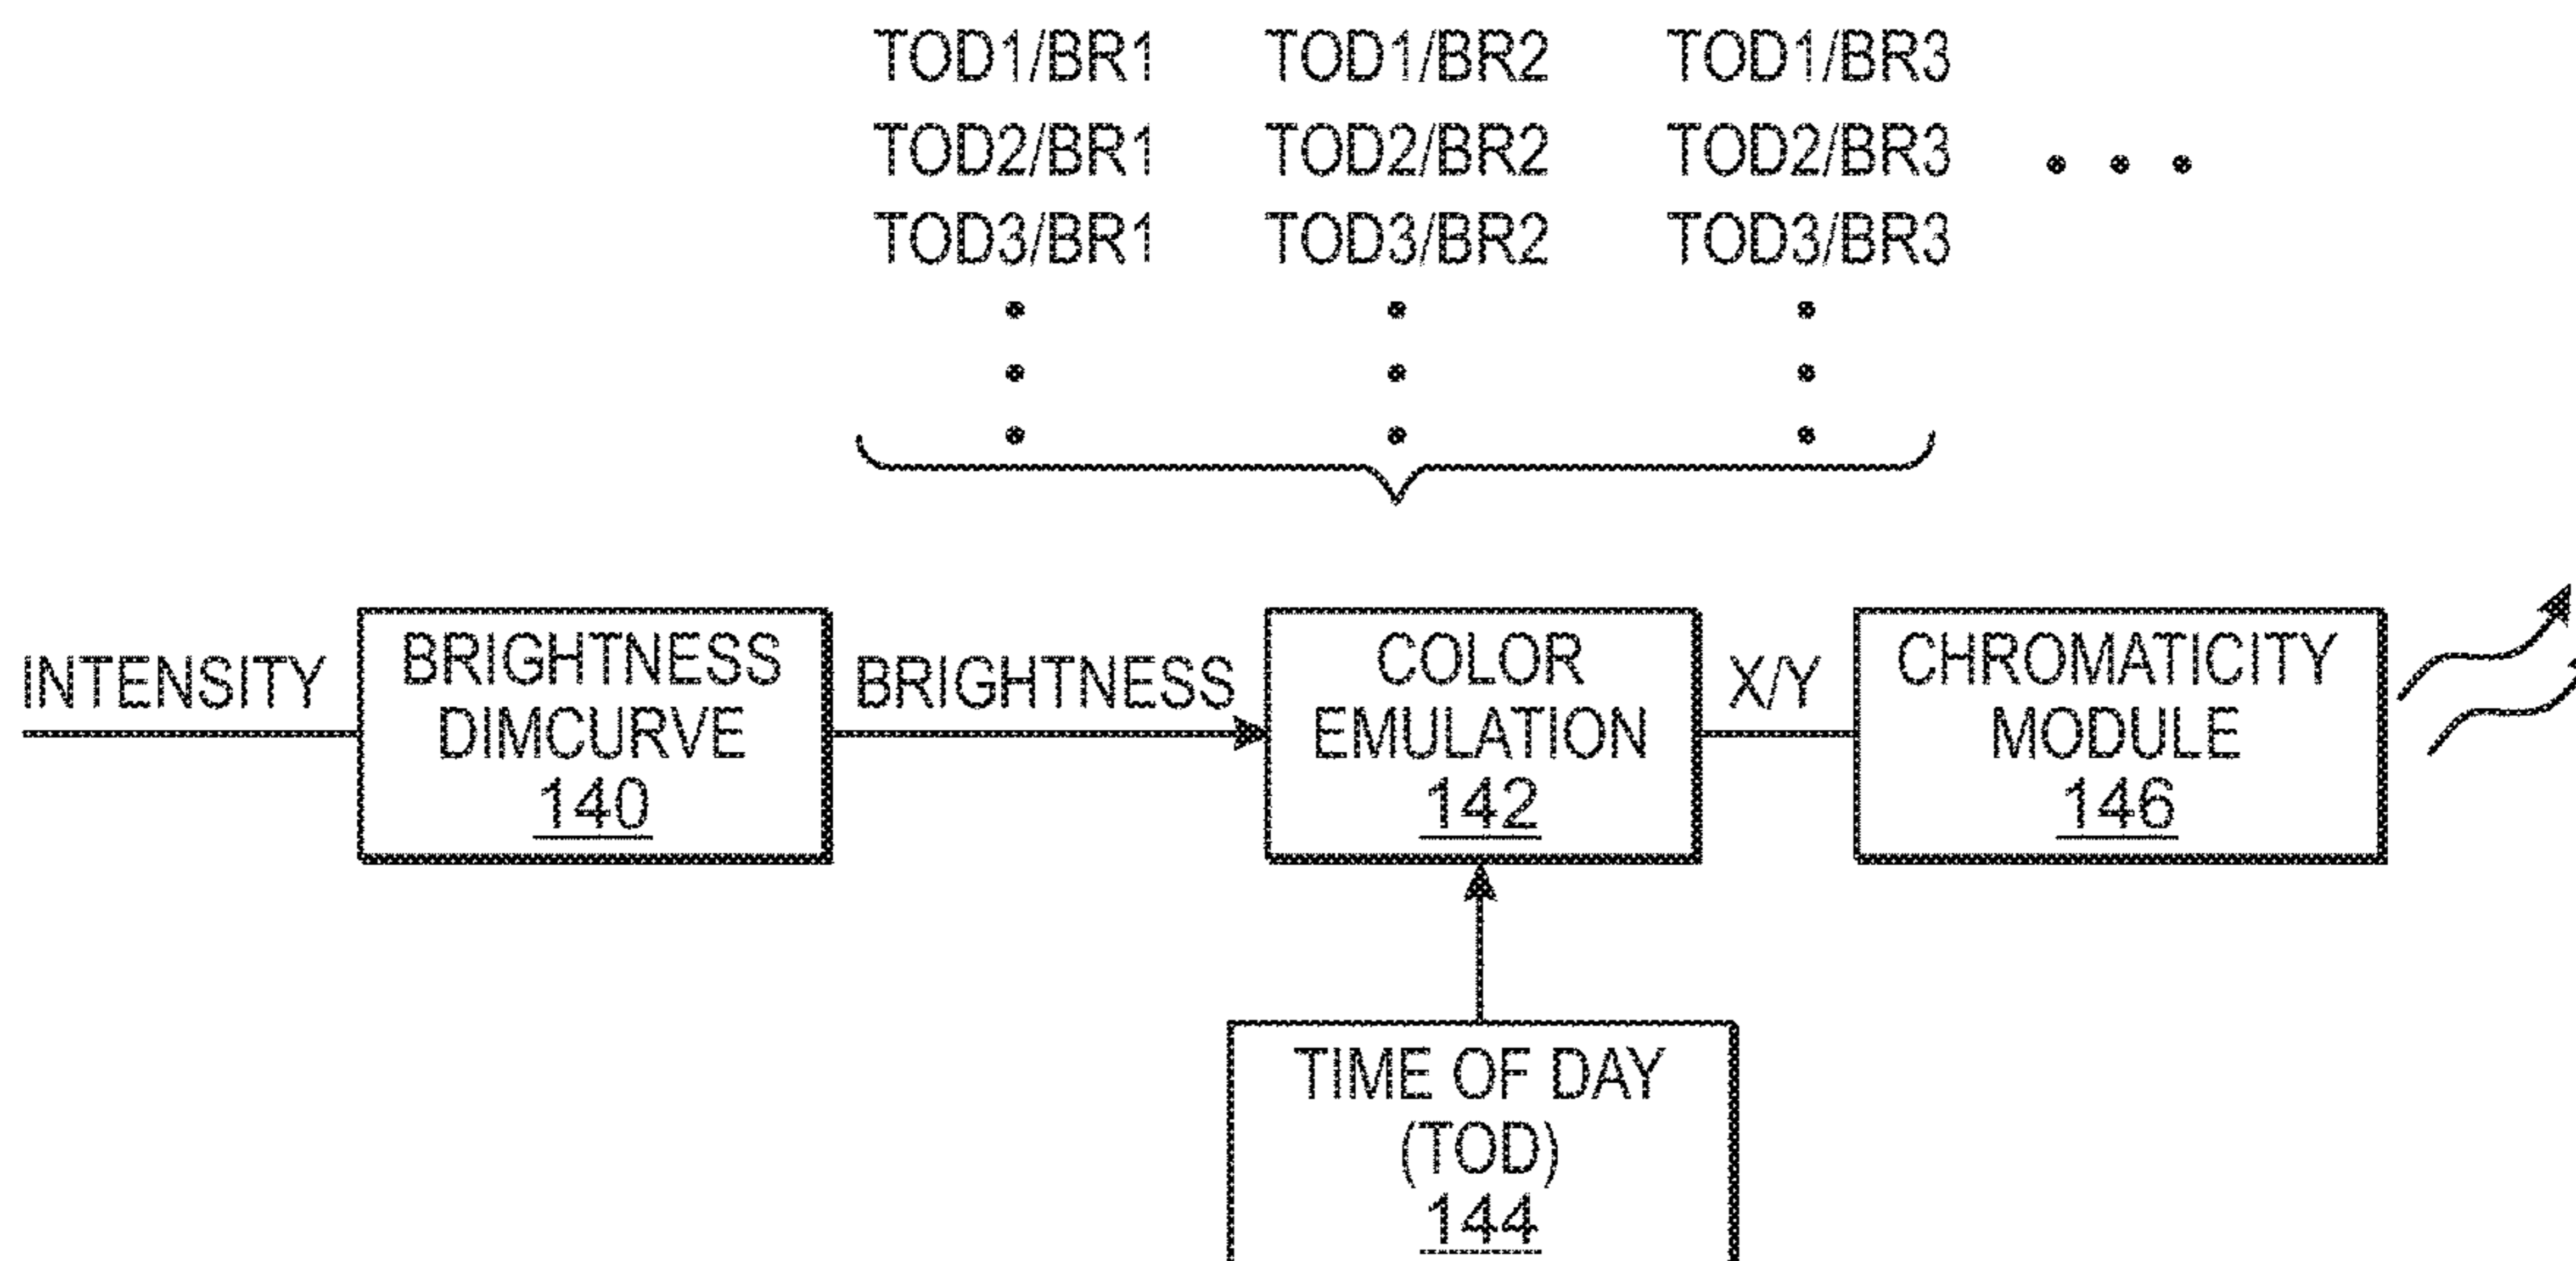 TOD1/BR1 TOD1/BR2 TOD1/BR3
TOD2/BR1 TOD2/BR2 TOD2/BR3 • • •
TOD3/BR1 TOD3/BR2 TOD3/BR3
INTENSITY
BRIGHTNESS
DIMCURVE
140
BRIGHTNESS
COLOR
EMULATION
142
X/Y
CHROMATICITY
MODULE
146
TIME OF DAY
(TOD)
144